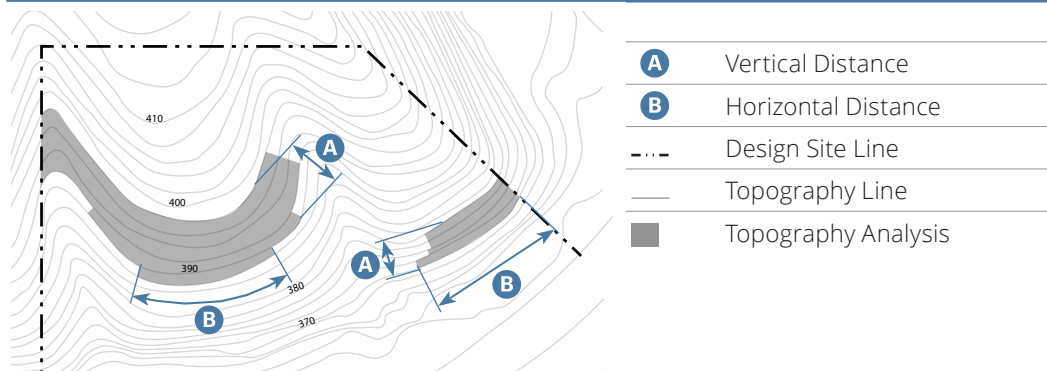 410
400
390
380
370
A
B
A
B
A Vertical Distance
B Horizontal Distance
Design Site Line
Topography Line
Topography Analysis